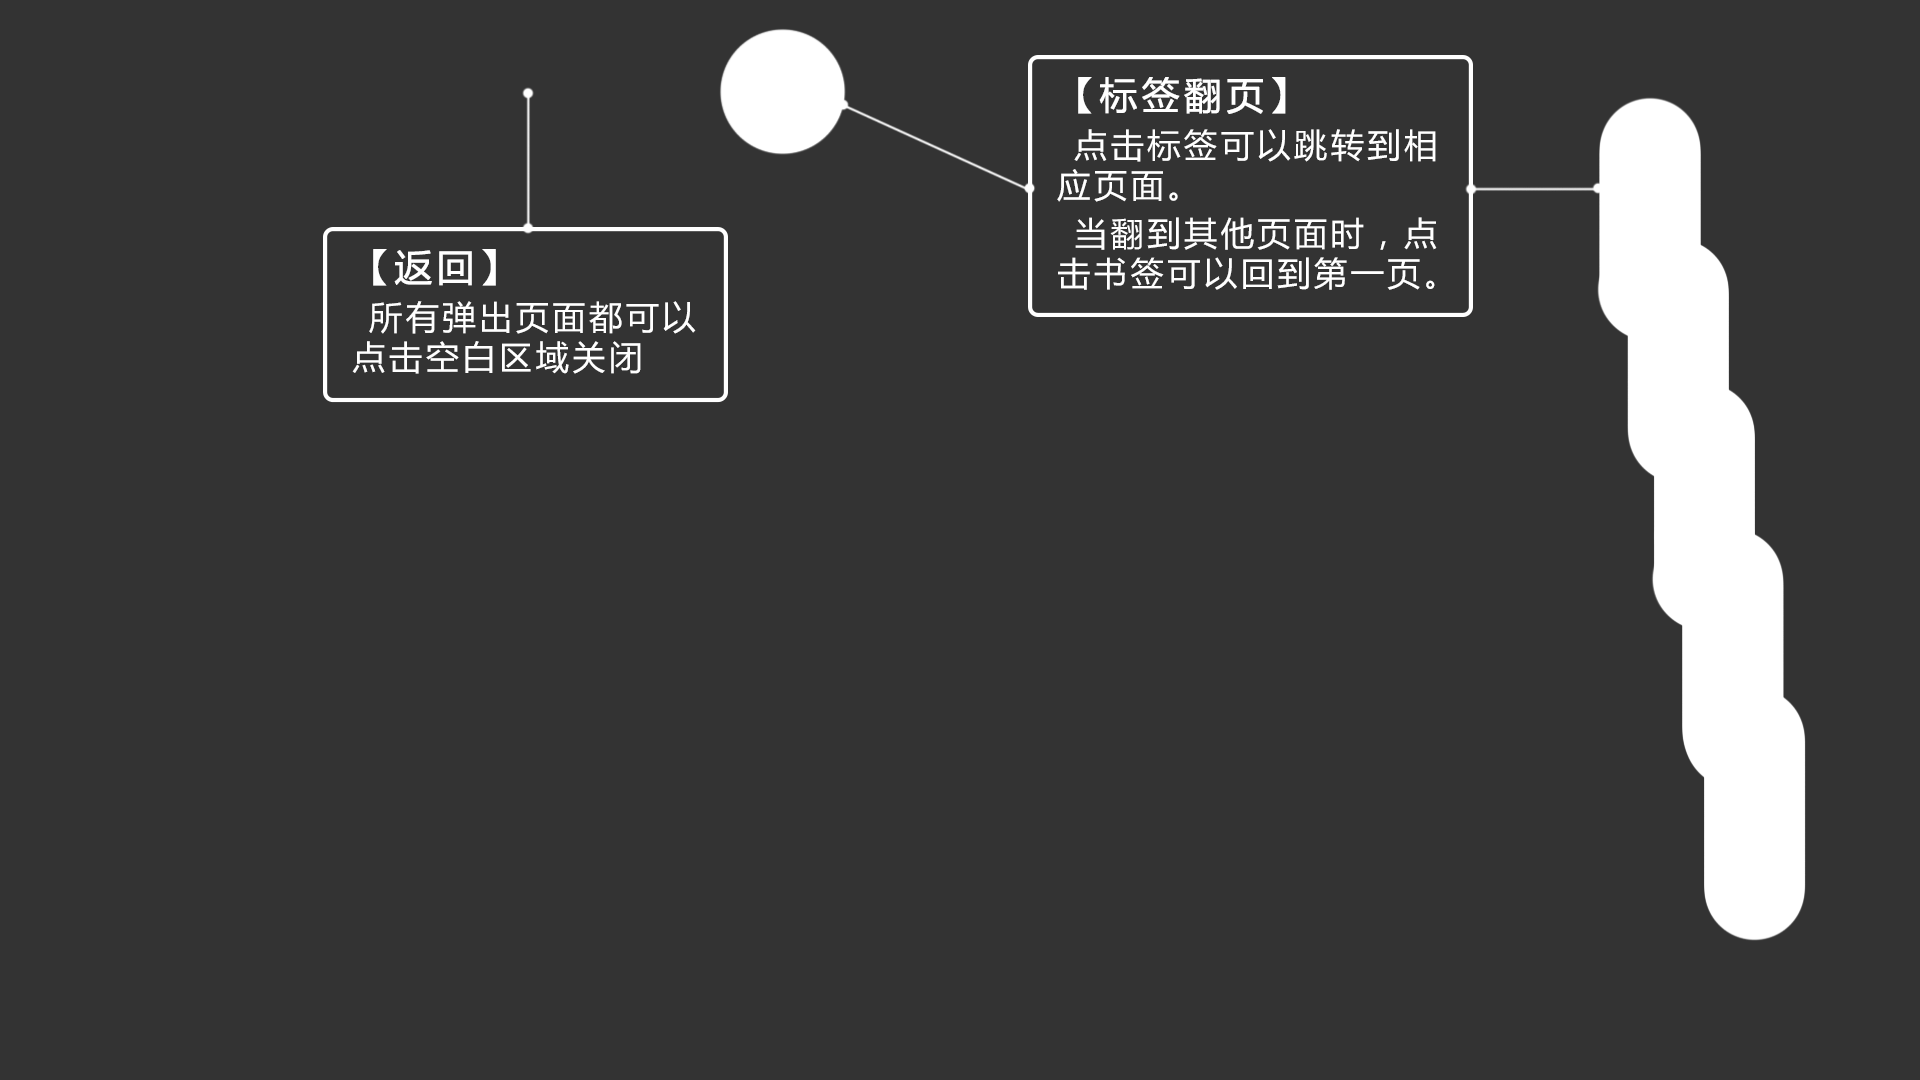 【返回】
所有弹出页面都可以
点击空白区域关闭
【标签翻页】
点击标签可以跳转到相
应页面。
当翻到其他页面时，点
击书签可以回到第一页。